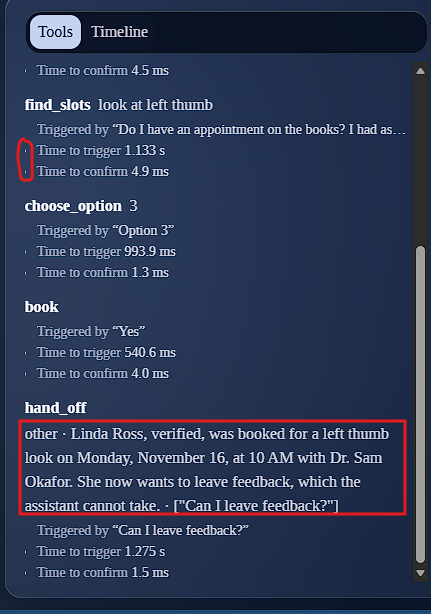 Tools Timeline
Time to confirm 4.5 ms
find_slots look at left thumb
Triggered by “Do I have an appointment on the books? I had as…
Time to trigger 1.133 s
Time to confirm 4.9 ms
choose_option 3
Triggered by “Option 3”
Time to trigger 993.9 ms
Time to confirm 1.3 ms
book
Triggered by “Yes”
Time to trigger 540.6 ms
Time to confirm 4.0 ms
hand_off
other · Linda Ross, verified, was booked for a left thumb
look on Monday, November 16, at 10 AM with Dr. Sam
Okafor. She now wants to leave feedback, which the
assistant cannot take. · ["Can I leave feedback?"]
Triggered by “Can I leave feedback?”
Time to trigger 1.275 s
Time to confirm 1.5 ms